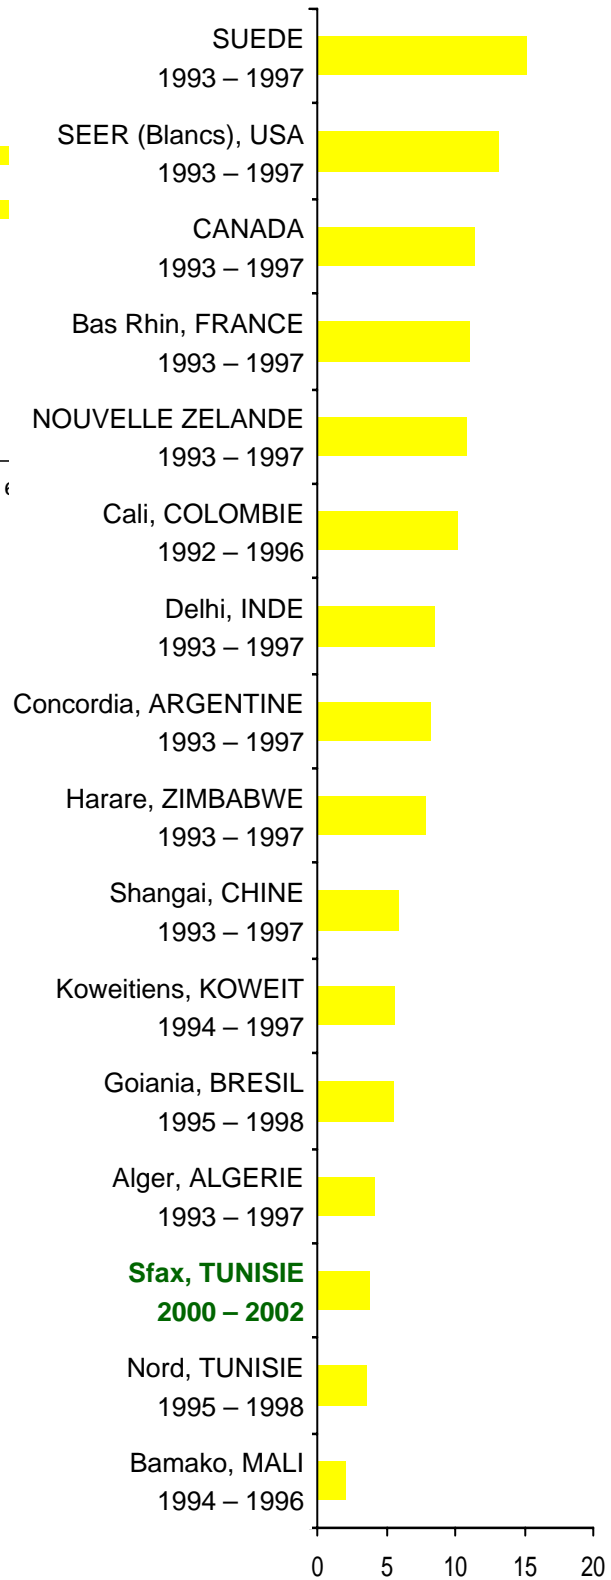 SUEDE
1993 – 1997
SEER (Blancs), USA
1993 – 1997
CANADA
1993 – 1997
Bas Rhin, FRANCE
1993 – 1997
NOUVELLE ZELANDE
1993 – 1997
Cali, COLOMBIE
1992 – 1996
Delhi, INDE
1993 – 1997
Concordia, ARGENTINE
1993 – 1997
Harare, ZIMBABWE
1993 – 1997
Shangai, CHINE
1993 – 1997
Koweitiens, KOWEIT
1994 – 1997
Goiania, BRESIL
1995 – 1998
Alger, ALGERIE
1993 – 1997
Sfax, TUNISIE
2000 – 2002
Nord, TUNISIE
1995 – 1998
Bamako, MALI
1994 – 1996
0 5 10 15 20